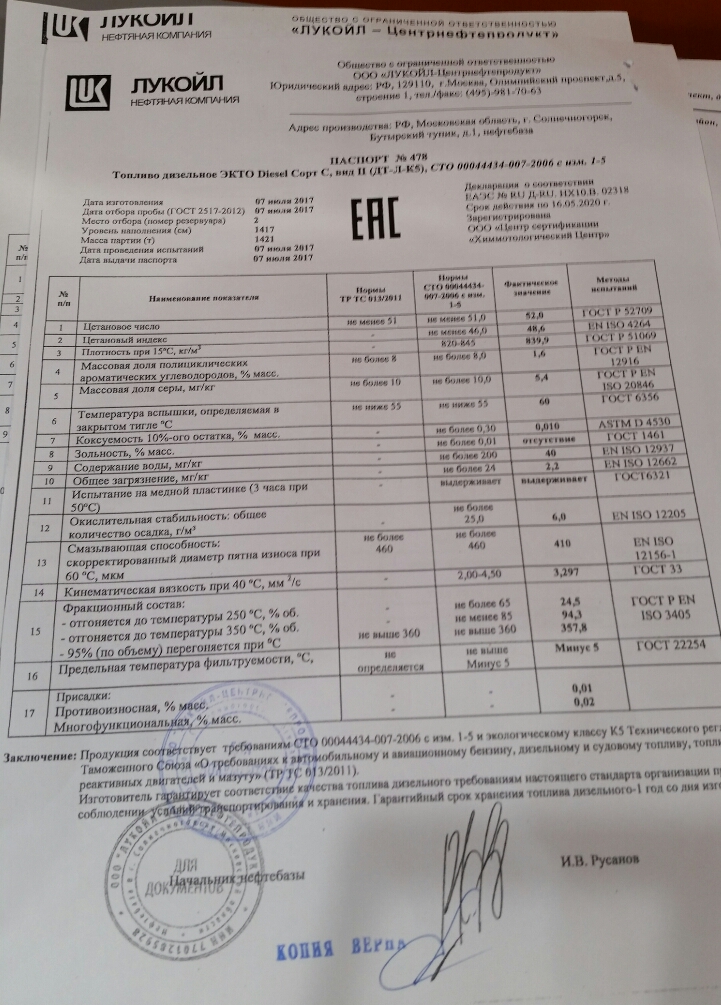 ЛУКОЙЛ
НЕФТЯНАЯ КОМПАНИЯ
ОБЩЕСТВО С ОГРАНИЧЕННОЙ ОТВЕТСТВЕННОСТЬЮ
«ЛУКОЙЛ – Центрнефтепродукт»
ЛУКОЙЛ
НЕФТЯНАЯ КОМПАНИЯ
Общество с ограниченной ответственностью
ООО «ЛУКОЙЛ-Центрнефтепродукт»
Юридический адрес: РФ, 129110, г.Москва, Олимпийский проспект,д.5,
строение 1, тел./факс: (495)-981-70-63
Адрес производства: РФ, Московская область, г. Солнечногорск,
Бутырский тупик, д.1, нефтебаза
ПАСПОРТ № 478
Топливо дизельное ЭКТО Diesel Сорт С, вид II (ДТ-Л-К5), СТО 00044434-007-2006 с изм. 1-5
Дата изготовления 07 июля 2017
Дата отбора пробы (ГОСТ 2517-2012) 07 июля 2017
Место отбора (номер резервуара) 2
Уровень наполнения (см) 1417
Масса партии (т) 1421
Дата проведения испытаний 07 июля 2017
Дата выдачи паспорта 07 июля 2017
EAC
Декларация о соответствии
ЕАЭС № RU Д-RU. НХ10.В. 02318
Срок действия по 16.05.2020 г.
Зарегистрирована
ООО «Центр сертификации
«Химмотологический Центр»
№ п/п Наименование показателя Нормы ТР ТС 013/2011 Нормы СТО 00044434-007-2006 с изм. 1-5 Фактическое значение Методы испытаний
1 Цетановое число не менее 51 не менее 51,0 52,0 ГОСТ Р 52709
2 Цетановый индекс - не менее 46,0 48,6 EN ISO 4264
3 Плотность при 15°С, кг/м³ - 820-845 839,9 ГОСТ Р 51069
4 Массовая доля полициклических ароматических углеводородов, % масс. не более 8 не более 8,0 1,6 ГОСТ Р ЕН 12916
5 Массовая доля серы, мг/кг не более 10 не более 10,0 5,4 ГОСТ Р ЕН ISO 20846
6 Температура вспышки, определяемая в закрытом тигле °С не ниже 55 не ниже 55 60 ГОСТ 6356
7 Коксуемость 10%-ого остатка, % масс. - не более 0,30 0,010 ASTM D 4530
8 Зольность, % масс. - не более 0,01 отсутствие ГОСТ 1461
9 Содержание воды, мг/кг - не более 200 40 EN ISO 12937
10 Общее загрязнение, мг/кг - не более 24 2,2 EN ISO 12662
11 Испытание на медной пластинке (3 часа при 50°С) - выдерживает выдерживает ГОСТ6321
12 Окислительная стабильность: общее количество осадка, г/м³ - не более 25,0 6,0 EN ISO 12205
13 Смазывающая способность: скорректированный диаметр пятна износа при 60 °С, мкм не более 460 не более 460 410 EN ISO 12156-1
14 Кинематическая вязкость при 40 °С, мм²/с - 2,00-4,50 3,297 ГОСТ 33
15 Фракционный состав: ГОСТ Р ЕН ISO 3405
- отгоняется до температуры 250 °С, % об. - не более 65 24,5
- отгоняется до температуры 350 °С, % об. - не менее 85 94,3
- 95% (по объему) перегоняется при °С не выше 360 не выше 360 357,8
16 Предельная температура фильтруемости, °С, не определяется не выше Минус 5 Минус 5 ГОСТ 22254
17 Присадки:
Противоизносная, % масс. - - 0,01
Многофункциональная, % масс. - - 0,02
Заключение: Продукция соответствует требованиям СТО 00044434-007-2006 с изм. 1-5 и экологическому классу К5 Технического рег
Таможенного Союза «О требованиях к автомобильному и авиационному бензину, дизельному и судовому топливу, топли
реактивных двигателей и мазуту» (ТР ТС 013/2011).
Изготовитель гарантирует соответствие качества топлива дизельного требованиям настоящего стандарта организации пр
соблюдении условий транспортирования и хранения. Гарантийный срок хранения топлива дизельного-1 год со дня изго
Начальник нефтебазы
И.В. Русанов
ДЛЯ
ДОКУМЕНТОВ
КОПИЯ ВЕРНА